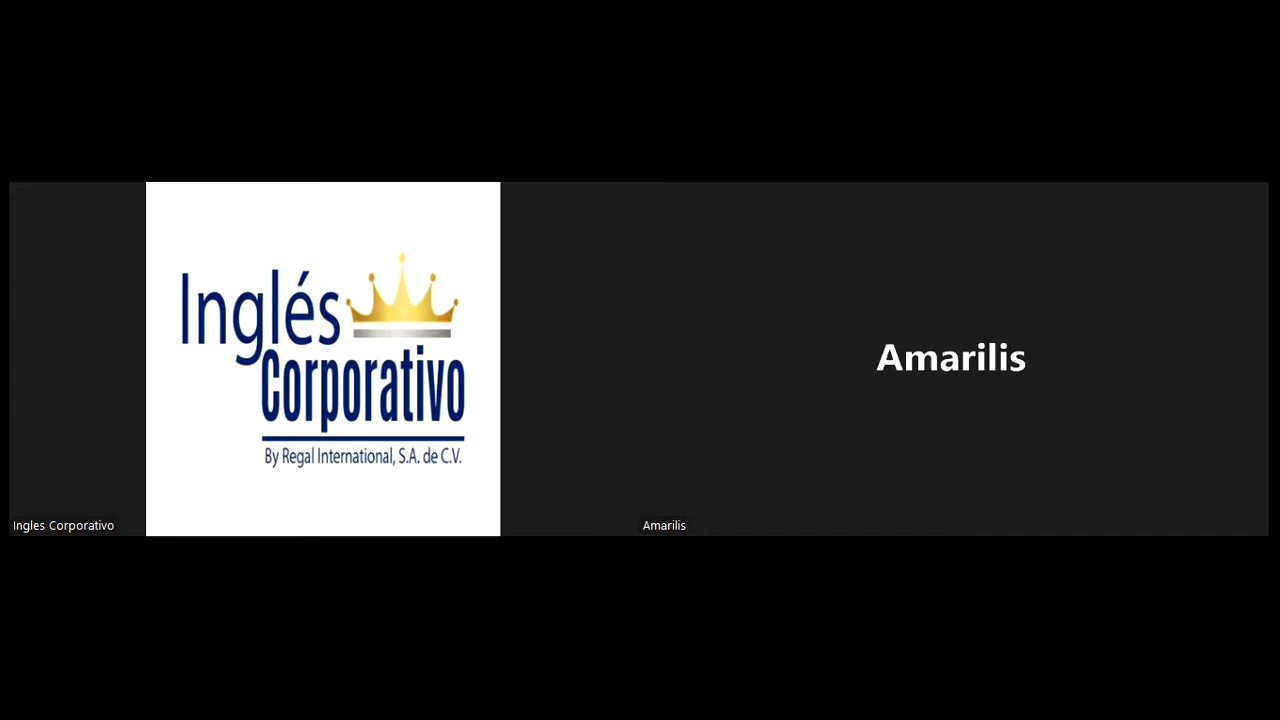 Inglés
Corporativo
By Regal International, S.A. de C.V.
Ingles Corporativo
Amarilis
Amarilis